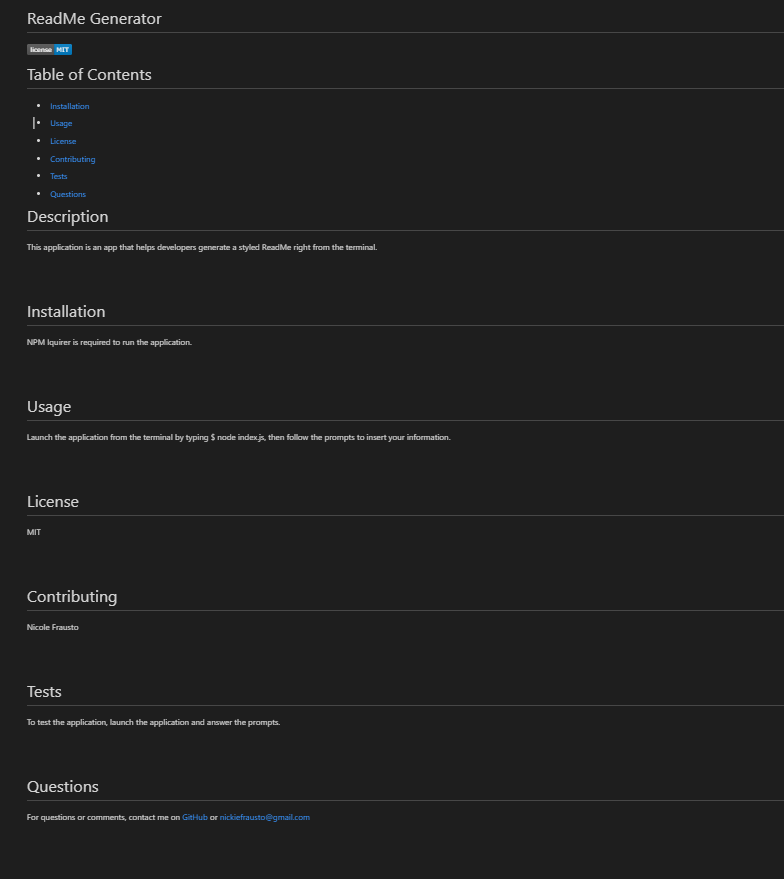 ReadMe Generator
license MIT
Table of Contents
Installation
Usage
License
Contributing
Tests
Questions
Description
This application is an app that helps developers generate a styled ReadMe right from the terminal.
Installation
NPM Iquirer is required to run the application.
Usage
Launch the application from the terminal by typing $ node index.js, then follow the prompts to insert your information.
License
MIT
Contributing
Nicole Frausto
Tests
To test the application, launch the application and answer the prompts.
Questions
For questions or comments, contact me on GitHub or nickiefrausto@gmail.com